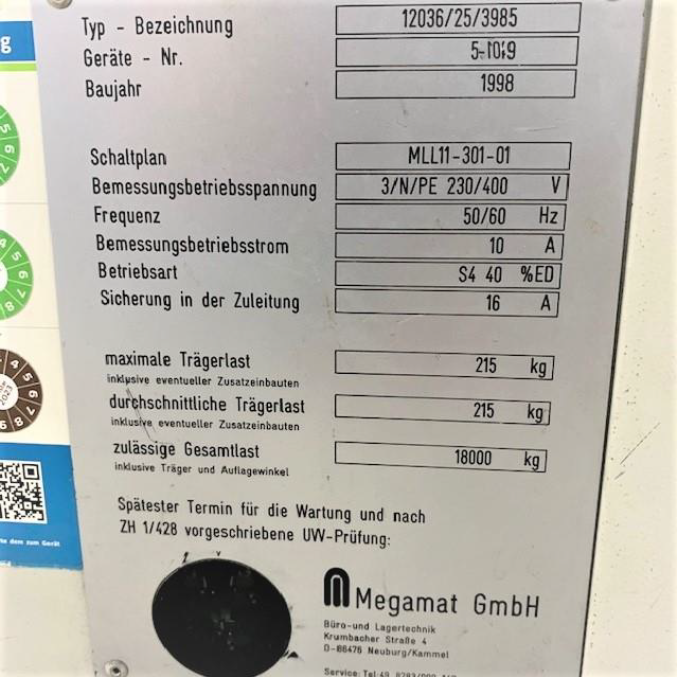 Typ - Bezeichnung 12036/25/3985
Geräte - Nr.
Baujahr 1998
Schaltplan MLL11-301-01
Bemessungsbetriebsspannung 3/N/PE 230/400 V
Frequenz 50/60 Hz
Bemessungsbetriebsstrom 10 A
Betriebsart S4 40 %ED
Sicherung in der Zuleitung 16 A
maximale Trägerlast 215 kg
inklusive eventueller Zusatzeinbauten
durchschnittliche Trägerlast 215 kg
inklusive eventueller Zusatzeinbauten
zulässige Gesamtlast 18000 kg
inklusive Träger und Auflagewinkel
Spätester Termin für die Wartung und nach
ZH 1/428 vorgeschriebene UW-Prüfung:
Megamat GmbH
Büro-und Lagertechnik
Krumbacher Straße 4
D-86476 Neuburg/Kammel